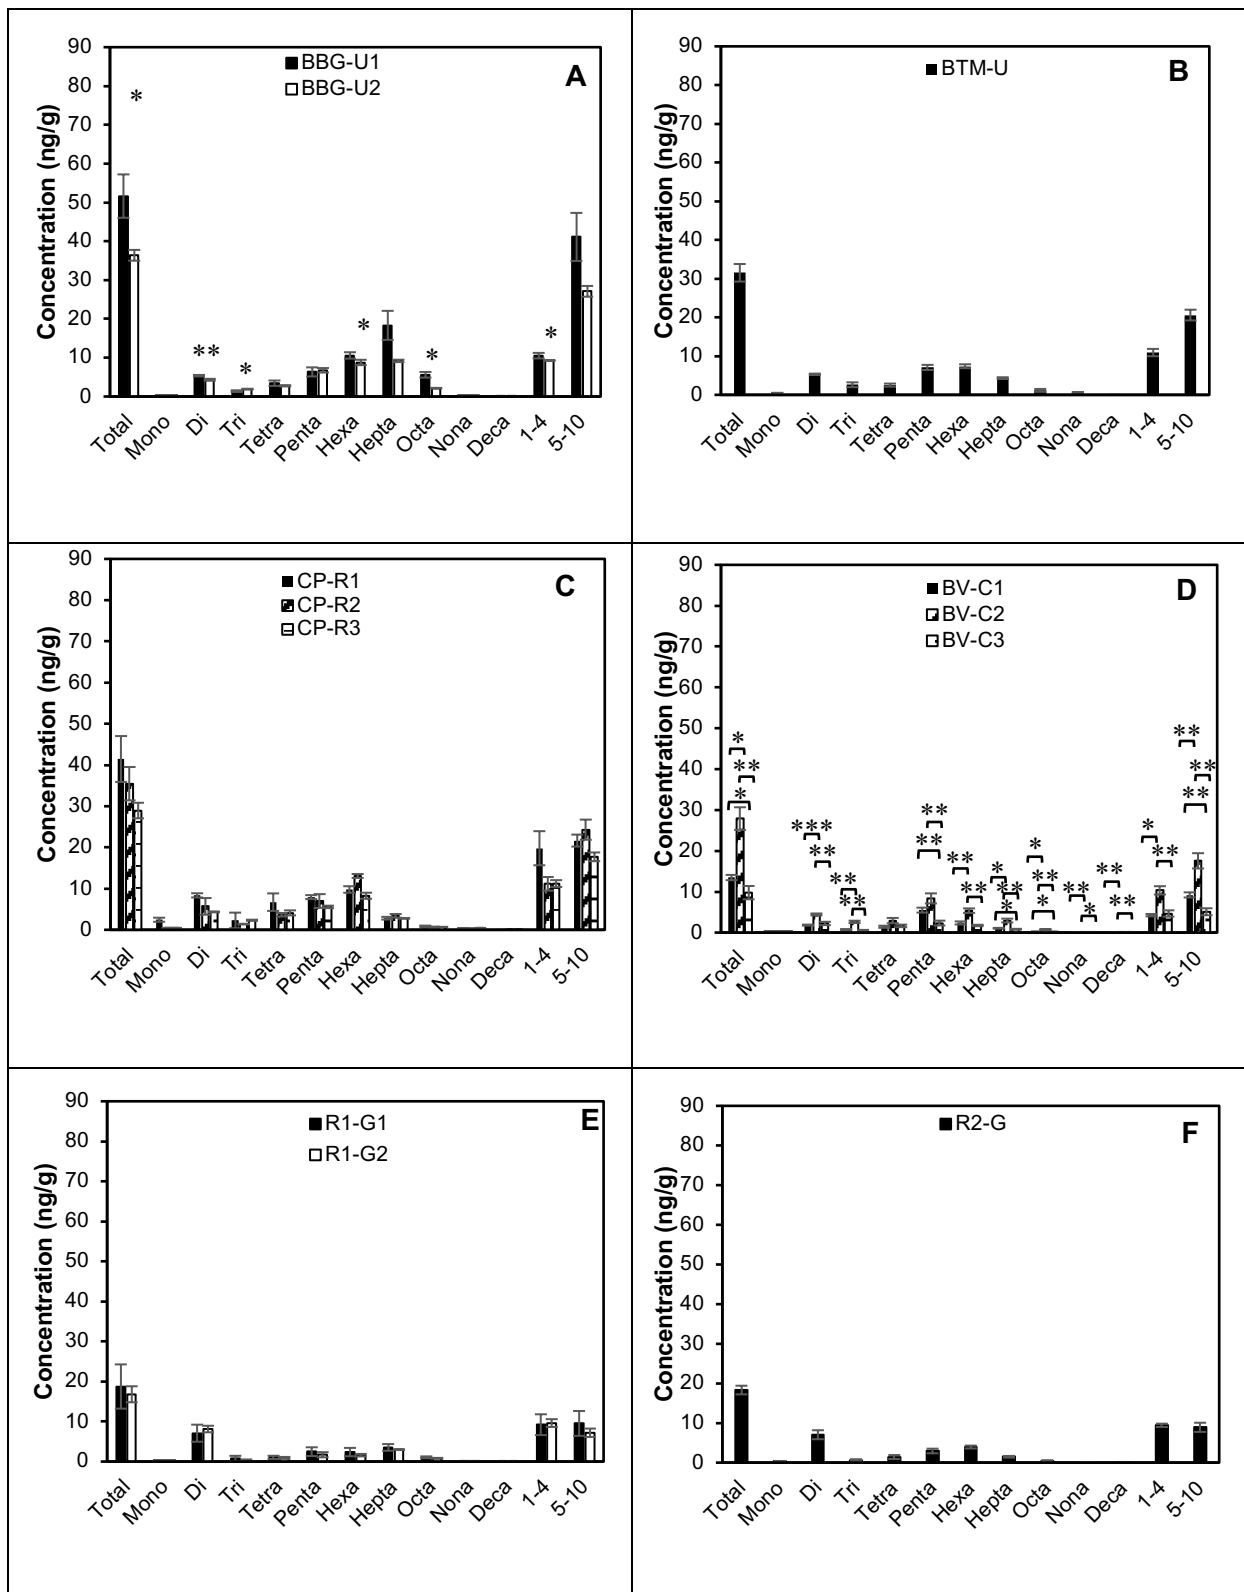 90
80
70
60
50
40
30
20
10
0
Concentration (ng/g)
BBG-U1
BBG-U2
A
*
**
*
*
*
*
Total
Mono
Di
Tri
Tetra
Penta
Hexa
Hepta
Octa
Nona
Deca
1-4
5-10
90
80
70
60
50
40
30
20
10
0
Concentration (ng/g)
BTM-U
B
Total
Mono
Di
Tri
Tetra
Penta
Hexa
Hepta
Octa
Nona
Deca
1-4
5-10
90
80
70
60
50
40
30
20
10
0
Concentration (ng/g)
CP-R1
CP-R2
CP-R3
C
Total
Mono
Di
Tri
Tetra
Penta
Hexa
Hepta
Octa
Nona
Deca
1-4
5-10
90
80
70
60
50
40
30
20
10
0
Concentration (ng/g)
BV-C1
BV-C2
BV-C3
D
*
**
*
***
**
**
**
**
**
**
**
*
**
*
*
**
*
**
*
**
**
*
**
**
**
**
Total
Mono
Di
Tri
Tetra
Penta
Hexa
Hepta
Octa
Nona
Deca
1-4
5-10
90
80
70
60
50
40
30
20
10
0
Concentration (ng/g)
R1-G1
R1-G2
E
Total
Mono
Di
Tri
Tetra
Penta
Hexa
Hepta
Octa
Nona
Deca
1-4
5-10
90
80
70
60
50
40
30
20
10
0
Concentration (ng/g)
R2-G
F
Total
Mono
Di
Tri
Tetra
Penta
Hexa
Hepta
Octa
Nona
Deca
1-4
5-10